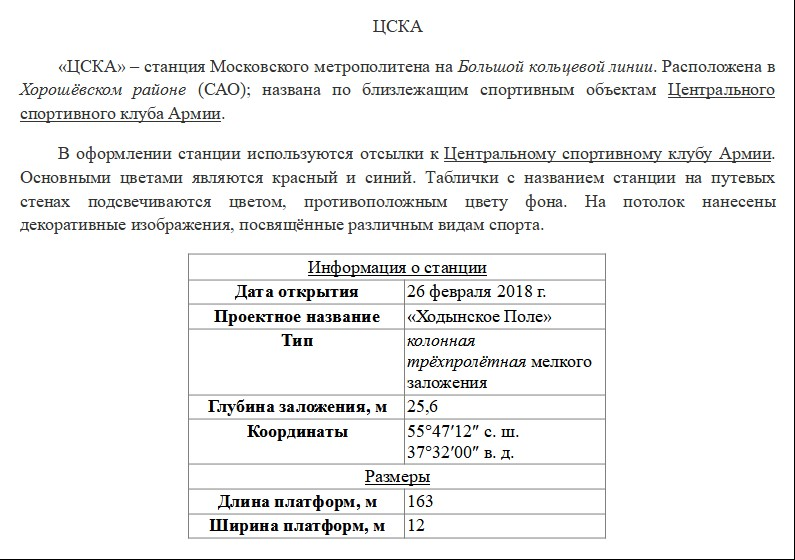 ЦСКА
«ЦСКА» – станция Московского метрополитена на Большой кольцевой линии. Расположена в
Хорошёвском районе (САО); названа по близлежащим спортивным объектам Центрального
спортивного клуба Армии.
В оформлении станции используются отсылки к Центральному спортивному клубу Армии.
Основными цветами являются красный и синий. Таблички с названием станции на путевых
стенах подсвечиваются цветом, противоположным цвету фона. На потолок нанесены
декоративные изображения, посвящённые различным видам спорта.
Информация о станции
Дата открытия 26 февраля 2018 г.
Проектное название «Ходынское Поле»
Тип колонная
трёхпролётная мелкого
заложения
Глубина заложения, м 25,6
Координаты 55°47′12″ с. ш.
37°32′00″ в. д.
Размеры
Длина платформ, м 163
Ширина платформ, м 12